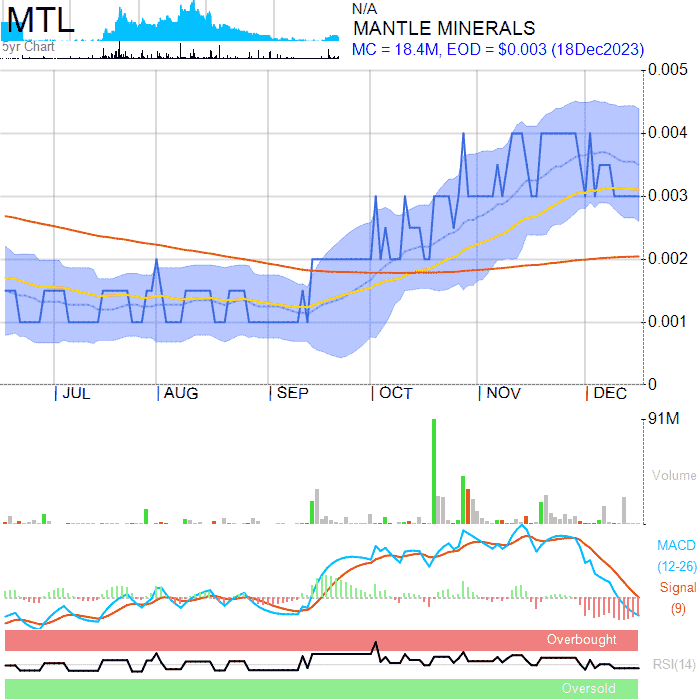 MTL
5yr Chart
N/A
MANTLE MINERALS
MC = 18.4M, EOD = $0.003 (18Dec2023)
0.005
0.004
0.003
0.002
0.001
0
JUL AUG SEP OCT NOV DEC
91M
Volume
MACD
(12-26)
Signal
(9)
Overbought
RSI(14)
Oversold